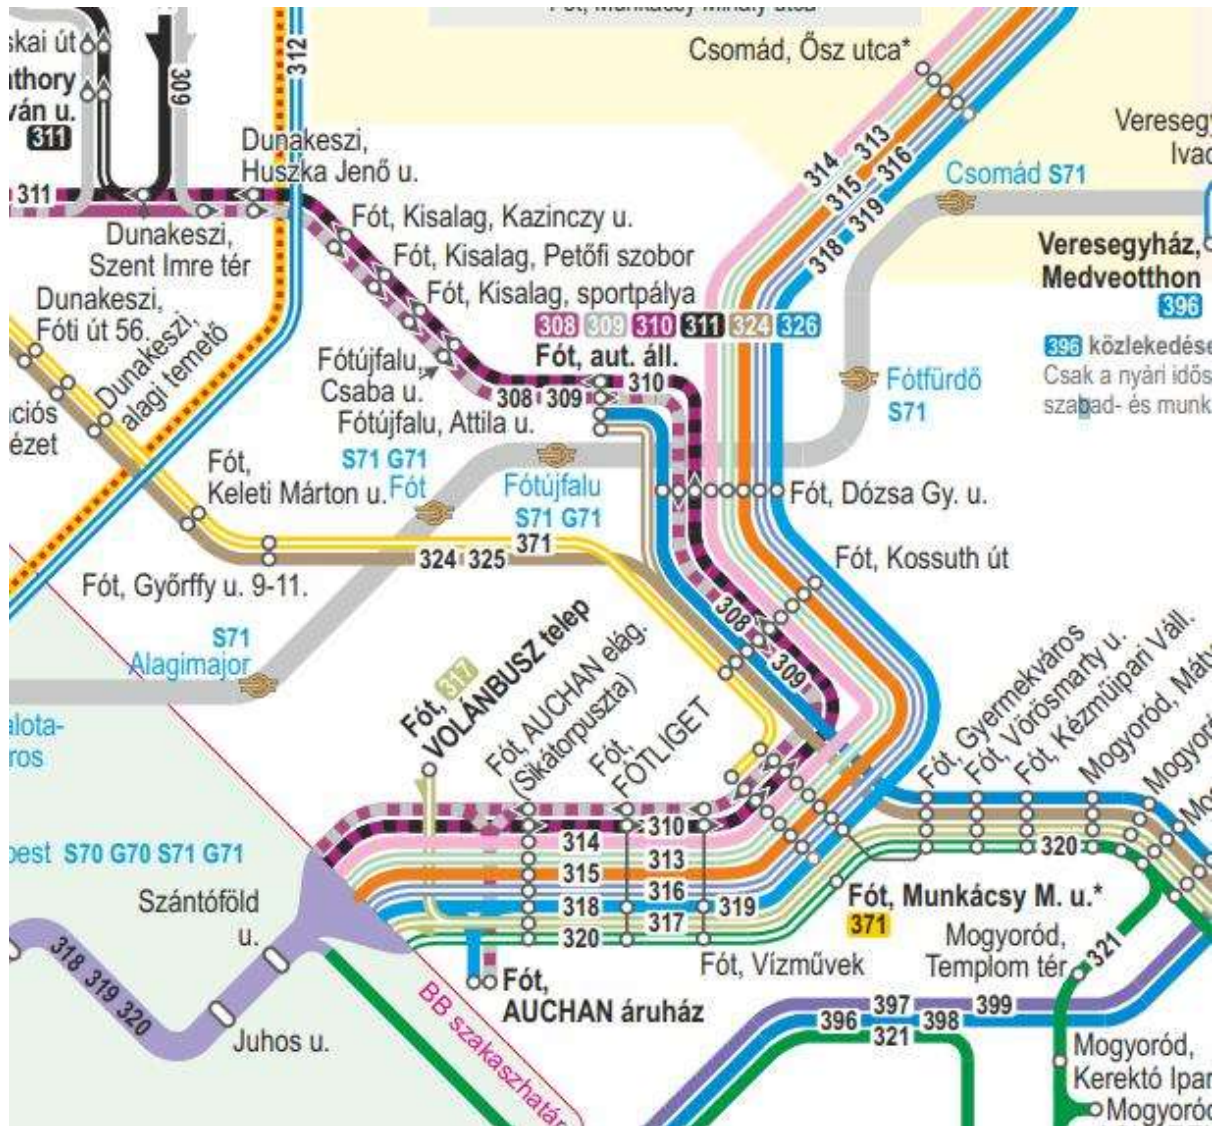 Csomád, Ősz utca*
skai út
309
312
311
Dunakeszi,
Huszka Jenő u.
311
Dunakeszi,
Szent Imre tér
Fót, Kisalag, Kazinczy u.
Fót, Kisalag, Petőfi szobor
Fót, Kisalag, sportpálya
308 309 310 311 324 326
Fót, aut. áll.
310
308 309
Fótújfalu,
Csaba u.
Fótújfalu, Attila u.
314 313
315 316
318 319
Csomád S71
Veresegyház,
Medveotthon
396
396 közlekedése
Csak a nyári idős
szabad- és munk
Fótfürdő
S71
Dunakeszi,
Fóti út 56.
Dunakeszi,
alagi temető
Fót,
Keleti Márton u.
S71 G71
Fót
Fótújfalu
S71 G71
371
324 325
Fót, Győrffy u. 9-11.
Fót, Dózsa Gy. u.
Fót, Kossuth út
308
309
S71
Alagimajor
Fót, 317
VOLÁNBUSZ telep
Fót, AUCHAN elág.
(Sikátorpuszta)
Fót,
FÓTLIGET
Fót, Gyermekváros
Fót, Vörösmarty u.
Fót, Kézműipari Váll.
Mogyoród, Máty
Mogyoró
Mo
314 310
315 313
316
318 317 319
320
320
S70 G70 S71 G71
Szántóföld
u.
318 319 320
Juhos u.
Fót,
AUCHAN áruház
Fót, Vízművek
Fót, Munkácsy M. u.*
371
Mogyoród,
Templom tér
321
BB szakaszhatár
397 399
396 398
321
Mogyoród,
Kerektó Ipar
Mogyoród